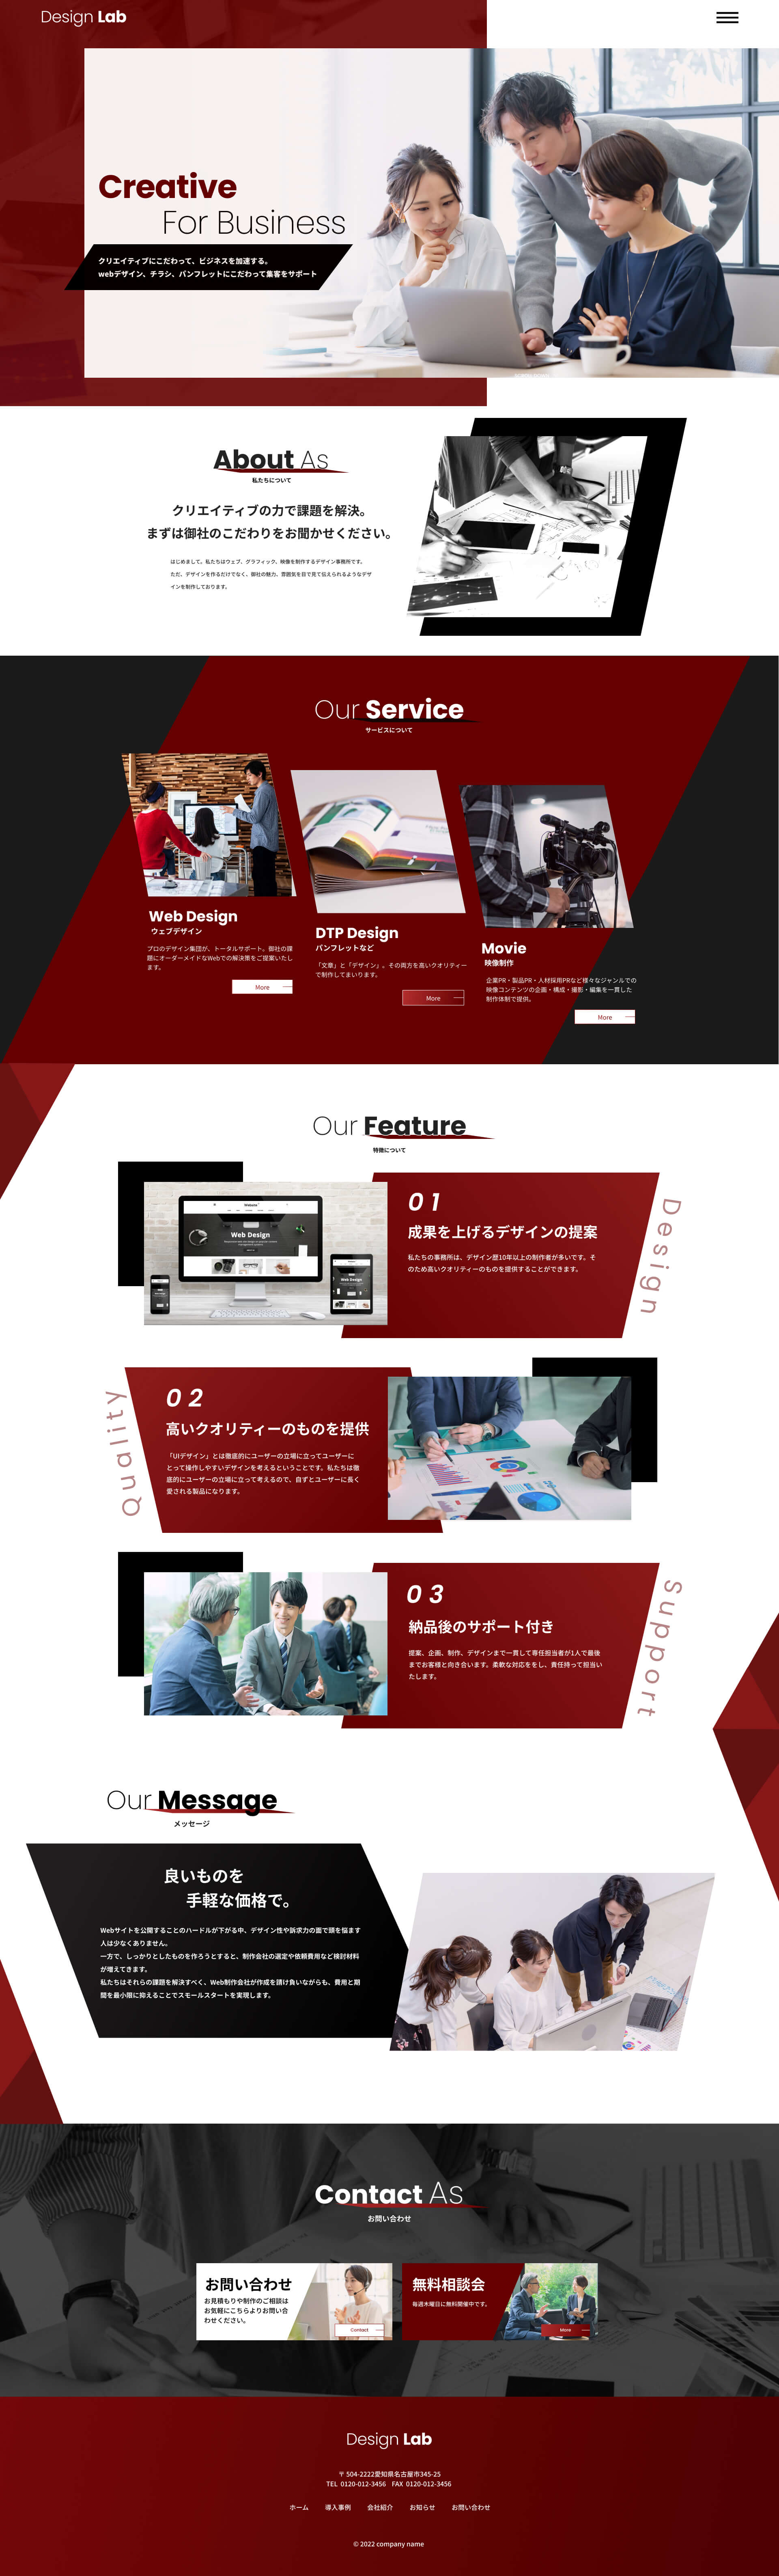 Design Lab
Creative
For Business
クリエイティブにこだわって、ビジネスを加速する。
webデザイン、チラシ、パンフレットにこだわって集客をサポート
About As
私たちについて
クリエイティブの力で課題を解決。
まずは御社のこだわりをお聞かせください。
はじめまして。私たちはウェブ、グラフィック、映像を制作するデザイン事務所です。
ただ、デザインを作るだけでなく、御社の魅力、雰囲気を目で見て伝えられるようなデザ
インを制作しております。
Our Service
サービスについて
Web Design
ウェブデザイン
プロのデザイン集団が、トータルサポート。御社の課
題にオーダーメイドなWebでの解決策をご提案いたし
ます。
More
DTP Design
パンフレットなど
「文章」と「デザイン」。その両方を高いクオリティー
で制作してまいります。
More
Movie
映像制作
企業PR・製品PR・人材採用PRなど様々なジャンルでの
映像コンテンツの企画・構成・撮影・編集を一貫した
制作体制で提供。
More
Our Feature
特徴について
Web Design
Web Design
01
成果を上げるデザインの提案
私たちの事務所は、デザイン歴10年以上の制作者が多いです。そ
のため高いクオリティーのものを提供することができます。
Design
Quality
02
高いクオリティーのものを提供
「UIデザイン」とは徹底的にユーザーの立場に立ってユーザーに
とって操作しやすいデザインを考えるということです。私たちは徹
底的にユーザーの立場に立って考えるので、自ずとユーザーに長く
愛される製品になります。
03
納品後のサポート付き
提案、企画、制作、デザインまで一貫して専任担当者が1人で最後
までお客様と向き合います。柔軟な対応ををし、責任持って担当い
たします。
Support
Our Message
メッセージ
良いものを
手軽な価格で。
Webサイトを公開することのハードルが下がる中、デザイン性や訴求力の面で頭を悩ます
人は少なくありません。
一方で、しっかりとしたものを作ろうとすると、制作会社の選定や依頼費用など検討材料
が増えてきます。
私たちはそれらの課題を解決すべく、Web制作会社が作成を請け負いながらも、費用と期
間を最小限に抑えることでスモールスタートを実現します。
Contact As
お問い合わせ
お問い合わせ
お見積もりや制作のご相談は
お気軽にこちらよりお問い合
わせください。
Contact
無料相談会
毎週木曜日に無料開催中です。
More
Design Lab
〒504-2222愛知県名古屋市345-25
TEL 0120-012-3456 FAX 0120-012-3456
ホーム 導入事例 会社紹介 お知らせ お問い合わせ
© 2022 company name